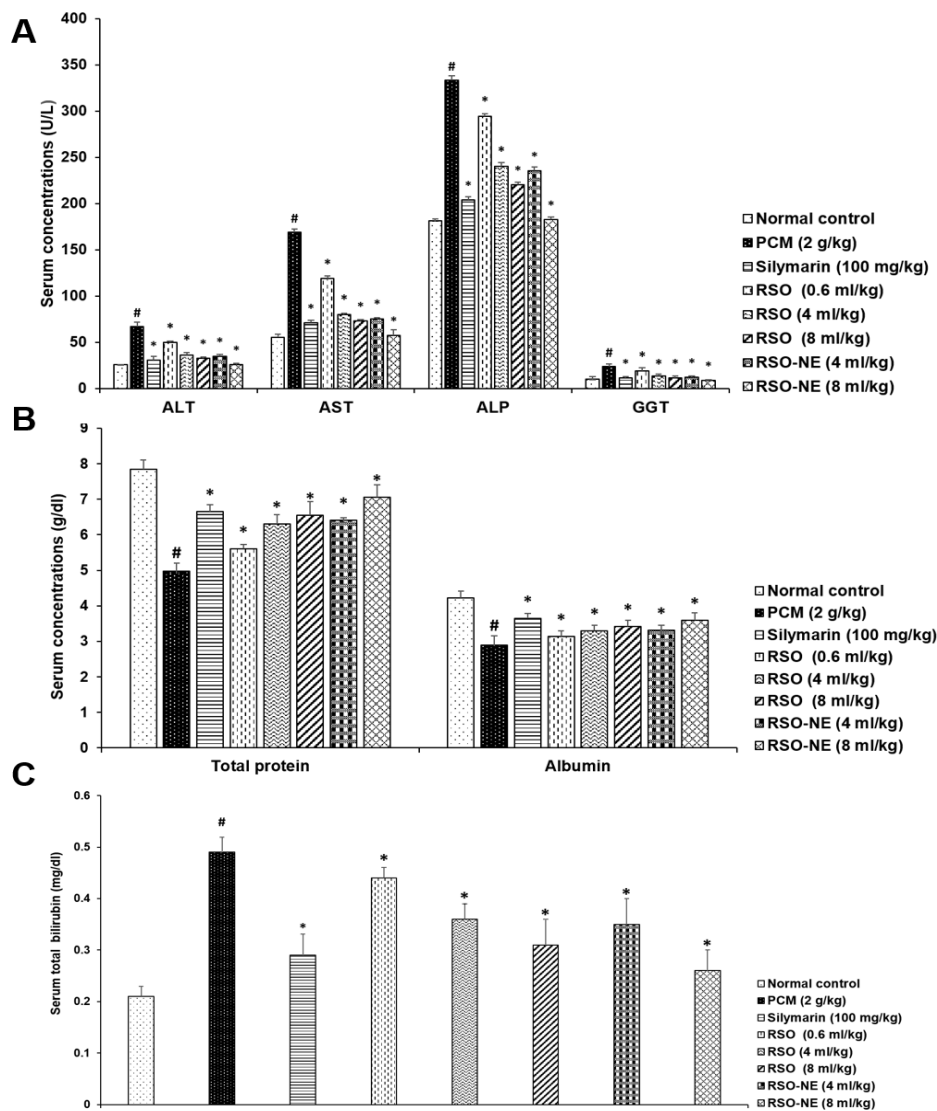 A
400
350
300
250
200
150
100
50
0
Serum concentrations (U/L)
#
*
*
*
*
*
*
#
*
*
*
*
*
*
#
*
*
*
*
*
*
#
*
*
*
*
*
*
ALT AST ALP GGT
Normal control
PCM (2 g/kg)
Silymarin (100 mg/kg)
RSO (0.6 ml/kg)
RSO (4 ml/kg)
RSO (8 ml/kg)
RSO-NE (4 ml/kg)
RSO-NE (8 ml/kg)
B
9
8
7
6
5
4
3
2
1
0
Serum concentrations (g/dl)
#
*
*
*
*
*
*
#
*
*
*
*
*
*
Total protein Albumin
Normal control
PCM (2 g/kg)
Silymarin (100 mg/kg)
RSO (0.6 ml/kg)
RSO (4 ml/kg)
RSO (8 ml/kg)
RSO-NE (4 ml/kg)
RSO-NE (8 ml/kg)
C
0.6
0.5
0.4
0.3
0.2
0.1
0
Serum total bilirubin (mg/dl)
#
*
*
*
*
*
*
Normal control
PCM (2 g/kg)
Silymarin (100 mg/kg)
RSO (0.6 ml/kg)
RSO (4 ml/kg)
RSO (8 ml/kg)
RSO-NE (4 ml/kg)
RSO-NE (8 ml/kg)